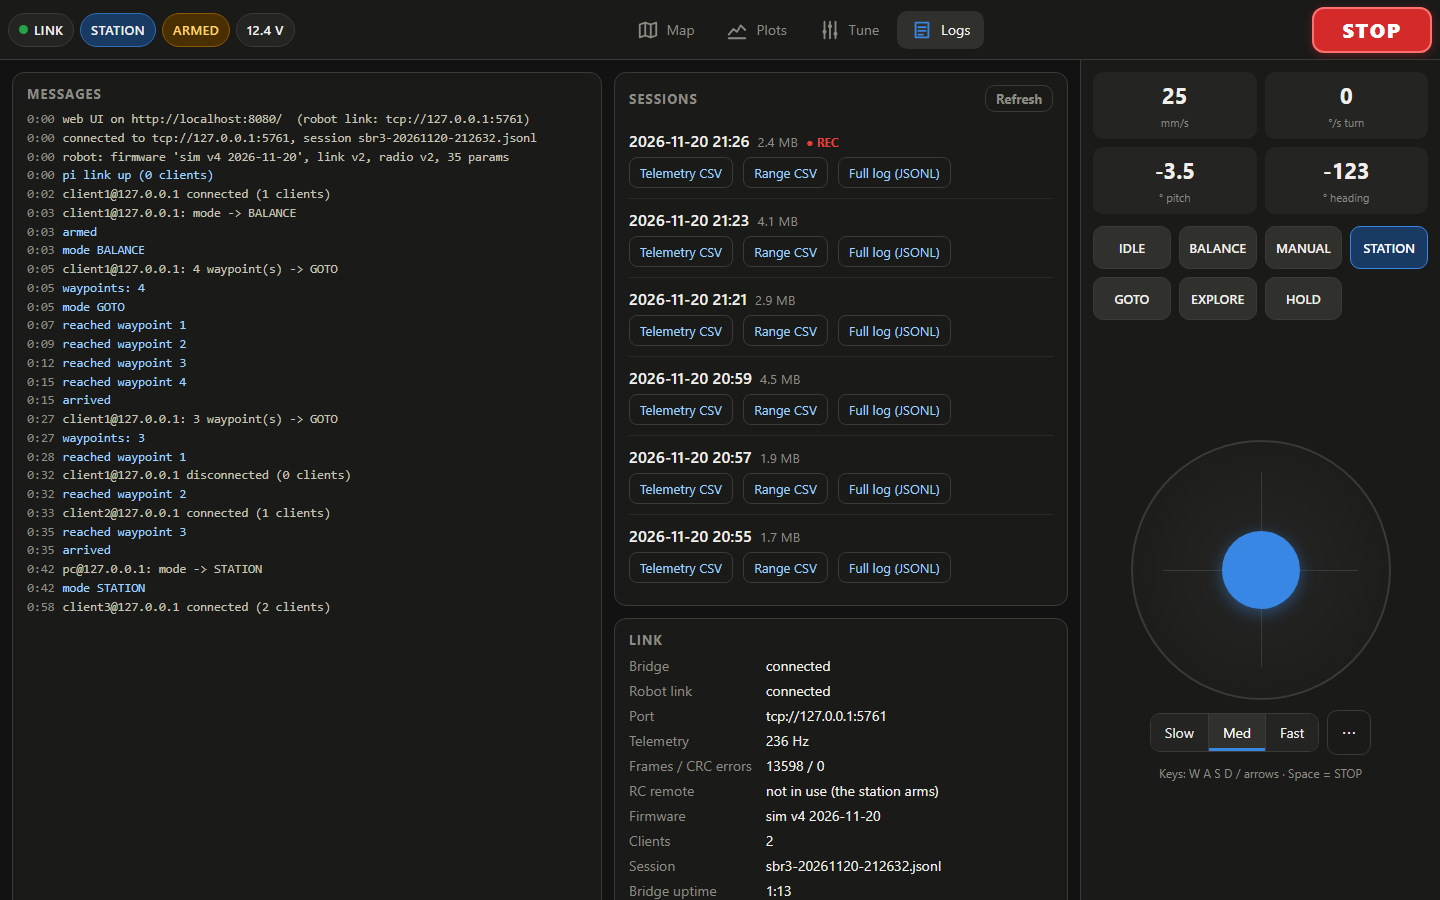 LINK STATION ARMED 12.4 V Map Plots Tune Logs STOP
MESSAGES
0:00 web UI on http://localhost:8080/ (robot link: tcp://127.0.0.1:5761)
0:00 connected to tcp://127.0.0.1:5761, session sbr3-20261120-212632.jsonl
0:00 robot: firmware 'sim v4 2026-11-20', link v2, radio v2, 35 params
0:00 pi link up (0 clients)
0:02 client1@127.0.0.1 connected (1 clients)
0:03 client1@127.0.0.1: mode -> BALANCE
0:03 armed
0:03 mode BALANCE
0:05 client1@127.0.0.1: 4 waypoint(s) -> GOTO
0:05 waypoints: 4
0:05 mode GOTO
0:07 reached waypoint 1
0:09 reached waypoint 2
0:12 reached waypoint 3
0:15 reached waypoint 4
0:15 arrived
0:27 client1@127.0.0.1: 3 waypoint(s) -> GOTO
0:27 waypoints: 3
0:28 reached waypoint 1
0:32 client1@127.0.0.1 disconnected (0 clients)
0:32 reached waypoint 2
0:33 client2@127.0.0.1 connected (1 clients)
0:35 reached waypoint 3
0:35 arrived
0:42 pc@127.0.0.1: mode -> STATION
0:42 mode STATION
0:58 client3@127.0.0.1 connected (2 clients)
SESSIONS Refresh
2026-11-20 21:26 2.4 MB ● REC
Telemetry CSV Range CSV Full log (JSONL)
2026-11-20 21:23 4.1 MB
Telemetry CSV Range CSV Full log (JSONL)
2026-11-20 21:21 2.9 MB
Telemetry CSV Range CSV Full log (JSONL)
2026-11-20 20:59 4.5 MB
Telemetry CSV Range CSV Full log (JSONL)
2026-11-20 20:57 1.9 MB
Telemetry CSV Range CSV Full log (JSONL)
2026-11-20 20:55 1.7 MB
Telemetry CSV Range CSV Full log (JSONL)
LINK
Bridge connected
Robot link connected
Port tcp://127.0.0.1:5761
Telemetry 236 Hz
Frames / CRC errors 13598 / 0
RC remote not in use (the station arms)
Firmware sim v4 2026-11-20
Clients 2
Session sbr3-20261120-212632.jsonl
Bridge uptime 1:13
25 0
mm/s °/s turn
-3.5 -123
° pitch ° heading
IDLE BALANCE MANUAL STATION
GOTO EXPLORE HOLD
Slow Med Fast ···
Keys: W A S D / arrows · Space = STOP